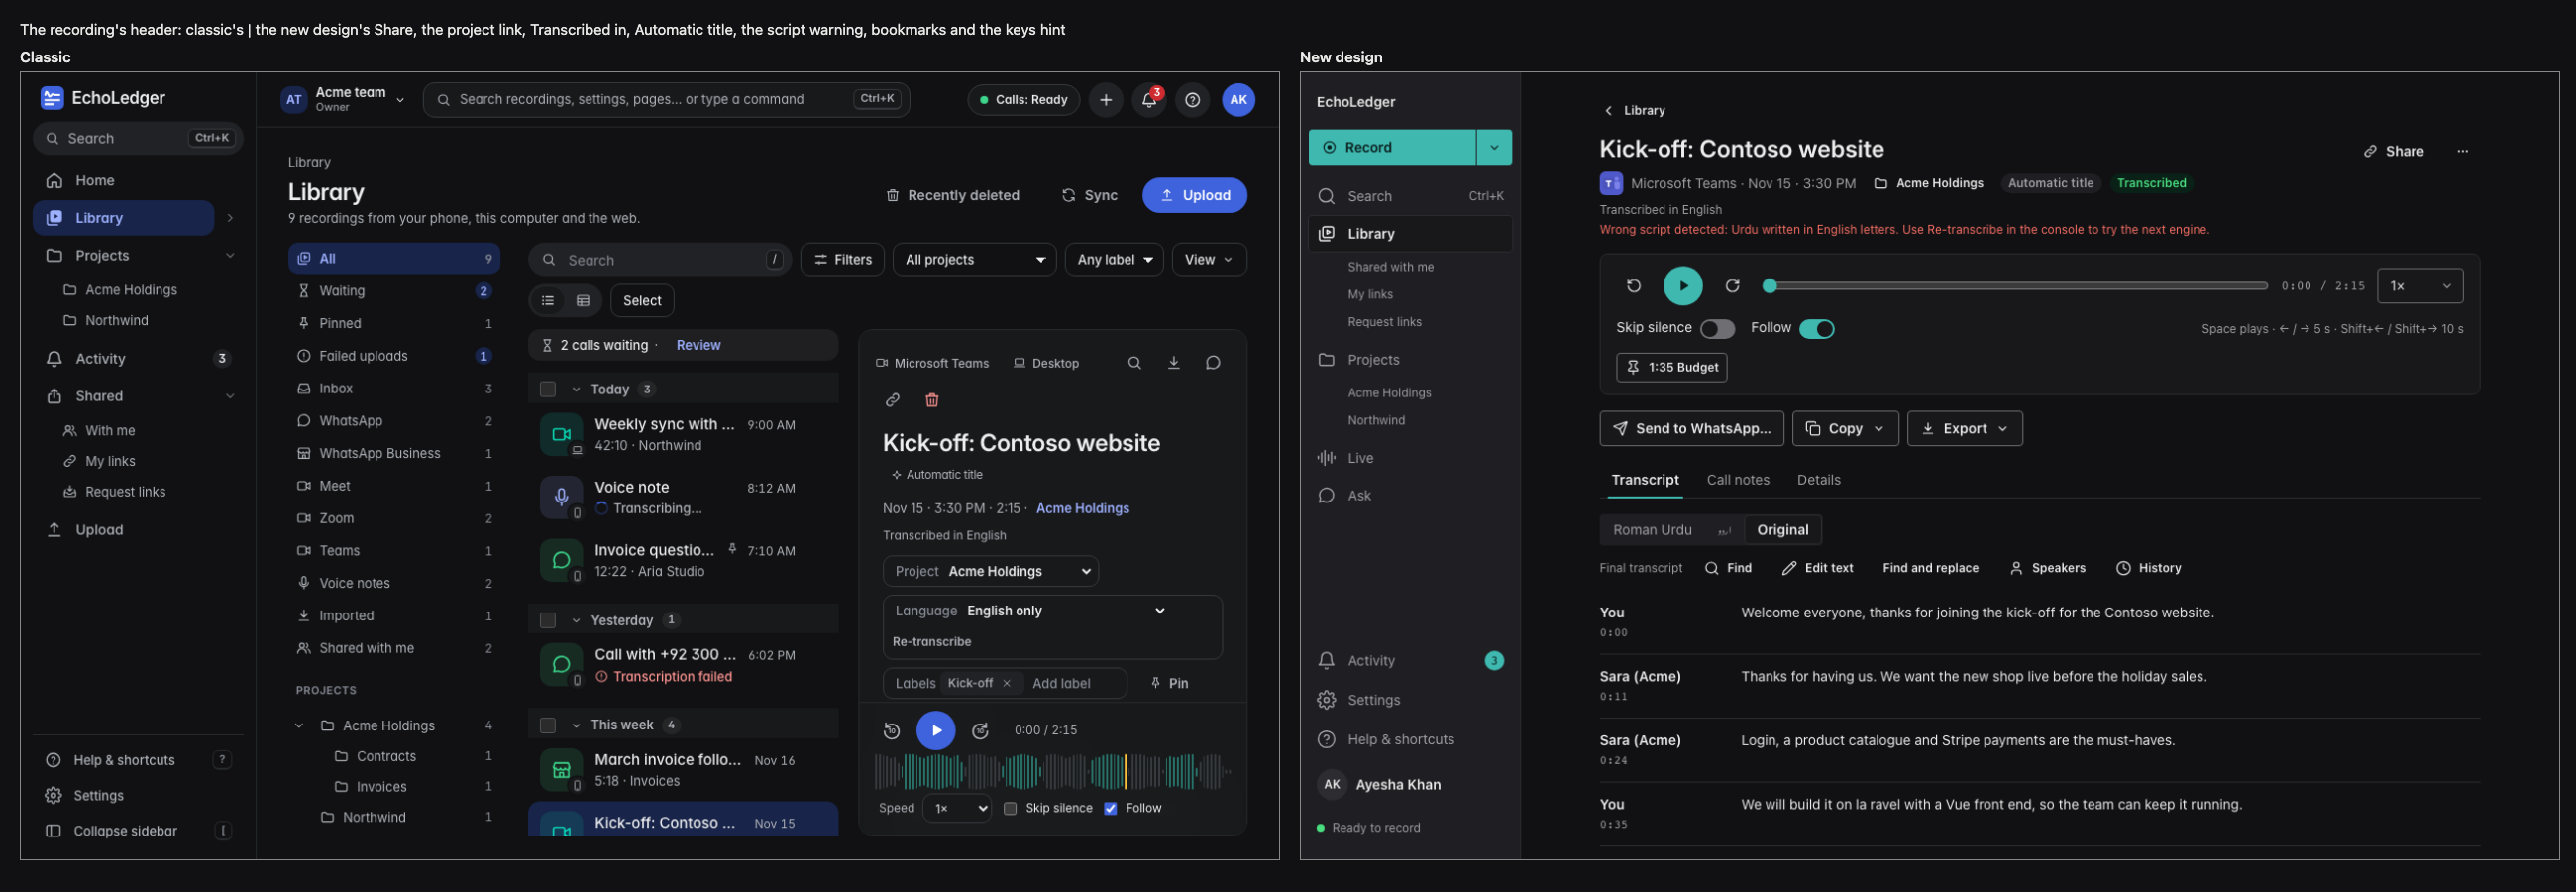 The recording's header: classic's | the new design's Share, the project link, Transcribed in, Automatic title, the script warning, bookmarks and the keys hint
Classic
EchoLedger
Search Ctrl+K
Home
Library
Projects
Acme Holdings
Northwind
Activity 3
Shared
With me
My links
Request links
Upload
Help & shortcuts ?
Settings
Collapse sidebar [
AT Acme team
Owner
Search recordings, settings, pages... or type a command Ctrl+K
Calls: Ready
3
AK
Library
Library
9 recordings from your phone, this computer and the web.
Recently deleted Sync Upload
All 9
Waiting 2
Pinned 1
Failed uploads 1
Inbox 3
WhatsApp 2
WhatsApp Business 1
Meet 1
Zoom 2
Teams 1
Voice notes 2
Imported 1
Shared with me 2
PROJECTS
Acme Holdings 4
Contracts 1
Invoices 1
Northwind 1
Search / Filters All projects Any label View
Select
2 calls waiting · Review
Today 3
Weekly sync with ... 9:00 AM
42:10 · Northwind
Voice note 8:12 AM
Transcribing...
Invoice questio... 7:10 AM
12:22 · Aria Studio
Yesterday 1
Call with +92 300 ... 6:02 PM
Transcription failed
This week 4
March invoice follo... Nov 16
5:18 · Invoices
Kick-off: Contoso ... Nov 15
Microsoft Teams Desktop
Kick-off: Contoso website
Automatic title
Nov 15 · 3:30 PM · 2:15 · Acme Holdings
Transcribed in English
Project Acme Holdings
Language English only
Re-transcribe
Labels Kick-off × Add label Pin
10 10 0:00 / 2:15
Speed 1× Skip silence Follow
New design
EchoLedger
Record
Search Ctrl+K
Library
Shared with me
My links
Request links
Projects
Acme Holdings
Northwind
Live
Ask
Activity 3
Settings
Help & shortcuts
AK Ayesha Khan
Ready to record
Library
Kick-off: Contoso website
Share ...
T Microsoft Teams · Nov 15 · 3:30 PM Acme Holdings Automatic title Transcribed
Transcribed in English
Wrong script detected: Urdu written in English letters. Use Re-transcribe in the console to try the next engine.
0:00 / 2:15 1×
Skip silence Follow
Space plays · ← / → 5 s · Shift+← / Shift+→ 10 s
1:35 Budget
Send to WhatsApp... Copy Export
Transcript Call notes Details
Roman Urdu Original
Final transcript Find Edit text Find and replace Speakers History
You Welcome everyone, thanks for joining the kick-off for the Contoso website.
0:00
Sara (Acme) Thanks for having us. We want the new shop live before the holiday sales.
0:11
Sara (Acme) Login, a product catalogue and Stripe payments are the must-haves.
0:24
You We will build it on la ravel with a Vue front end, so the team can keep it running.
0:35